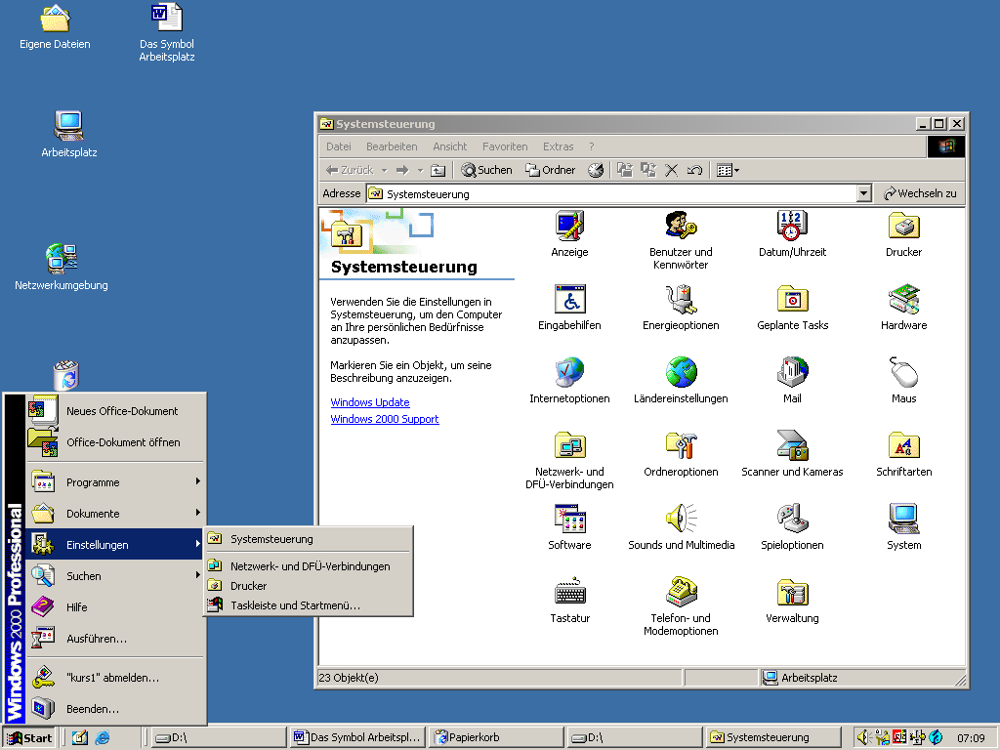 Eigene Dateien
Das Symbol
Arbeitsplatz
Arbeitsplatz
Netzwerkumgebung
Systemsteuerung
Datei Bearbeiten Ansicht Favoriten Extras ?
Zurück Suchen Ordner
Adresse Systemsteuerung Wechseln zu
Systemsteuerung
Verwenden Sie die Einstellungen in
Systemsteuerung, um den Computer
an Ihre persönlichen Bedürfnisse
anzupassen.
Markieren Sie ein Objekt, um seine
Beschreibung anzuzeigen.
Windows Update
Windows 2000 Support
Anzeige
Benutzer und
Kennwörter
Datum/Uhrzeit
Drucker
Eingabehilfen
Energieoptionen
Geplante Tasks
Hardware
Internetoptionen
Ländereinstellungen
Mail
Maus
Netzwerk- und
DFÜ-Verbindungen
Ordneroptionen
Scanner und Kameras
Schriftarten
Software
Sounds und Multimedia
Spieloptionen
System
Tastatur
Telefon- und
Modemoptionen
Verwaltung
23 Objekt(e) Arbeitsplatz
Windows 2000 Professional
Neues Office-Dokument
Office-Dokument öffnen
Programme
Dokumente
Einstellungen
Suchen
Hilfe
Ausführen...
"kurs1" abmelden...
Beenden...
Systemsteuerung
Netzwerk- und DFÜ-Verbindungen
Drucker
Taskleiste und Startmenü...
Start D:\ Das Symbol Arbeitspl... Papierkorb D:\ Systemsteuerung 07:09